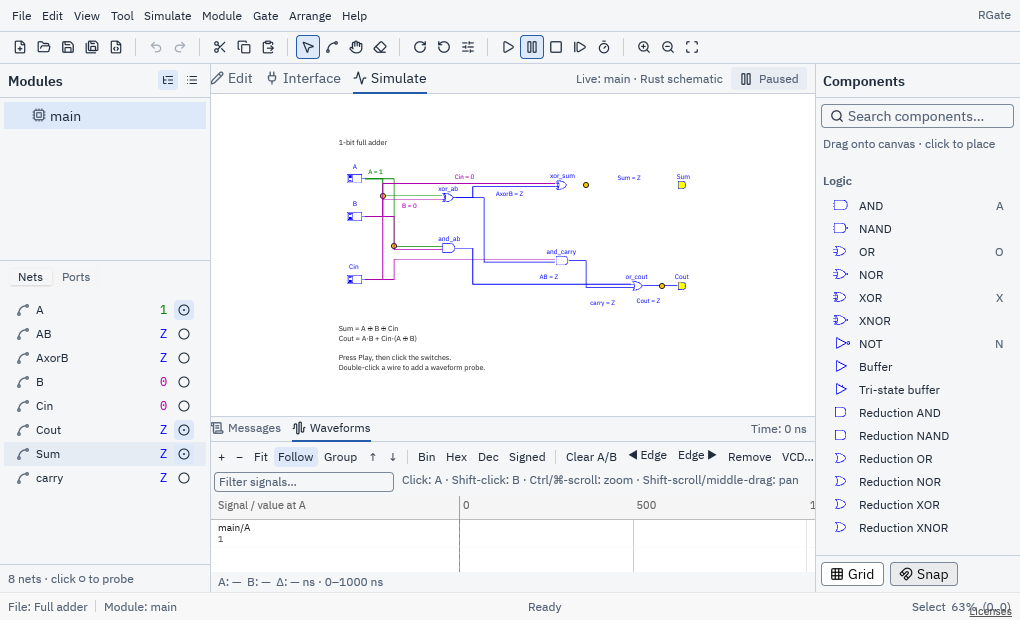 File Edit View Tool Simulate Module Gate Arrange Help RGate
Modules
main
Nets Ports
A 1
AB Z
AxorB Z
B 0
Cin 0
Cout Z
Sum Z
carry Z
8 nets · click to probe
Edit Interface Simulate Live: main · Rust schematic Paused
1-bit full adder
A
A = 1
Cin = 0
xor_sum
Sum = Z
Sum
xor_ab
AxorB = Z
B
B = 0
and_ab
and_carry
Cin
AB = Z
or_cout
Cout
carry = Z
Cout = Z
Sum = A ⊕ B ⊕ Cin
Cout = A·B + Cin·(A ⊕ B)
Press Play, then click the switches.
Double-click a wire to add a waveform probe.
Messages Waveforms Time: 0 ns
+ − Fit Follow Group ↑ ↓ Bin Hex Dec Signed Clear A/B ◀ Edge Edge ▶ Remove VCD...
Filter signals... Click: A · Shift-click: B · Ctrl/⌘-scroll: zoom · Shift-scroll/middle-drag: pan
Signal / value at A 0 500 1
main/A
1
A: — B: — Δ: — ns · 0–1000 ns
Components
Search components...
Drag onto canvas · click to place
Logic
AND A
NAND
OR O
NOR
XOR X
XNOR
NOT N
Buffer
Tri-state buffer
Reduction AND
Reduction NAND
Reduction OR
Reduction NOR
Reduction XOR
Reduction XNOR
Grid Snap
File: Full adder Module: main Ready Select 63% (0, 0)
Licenses